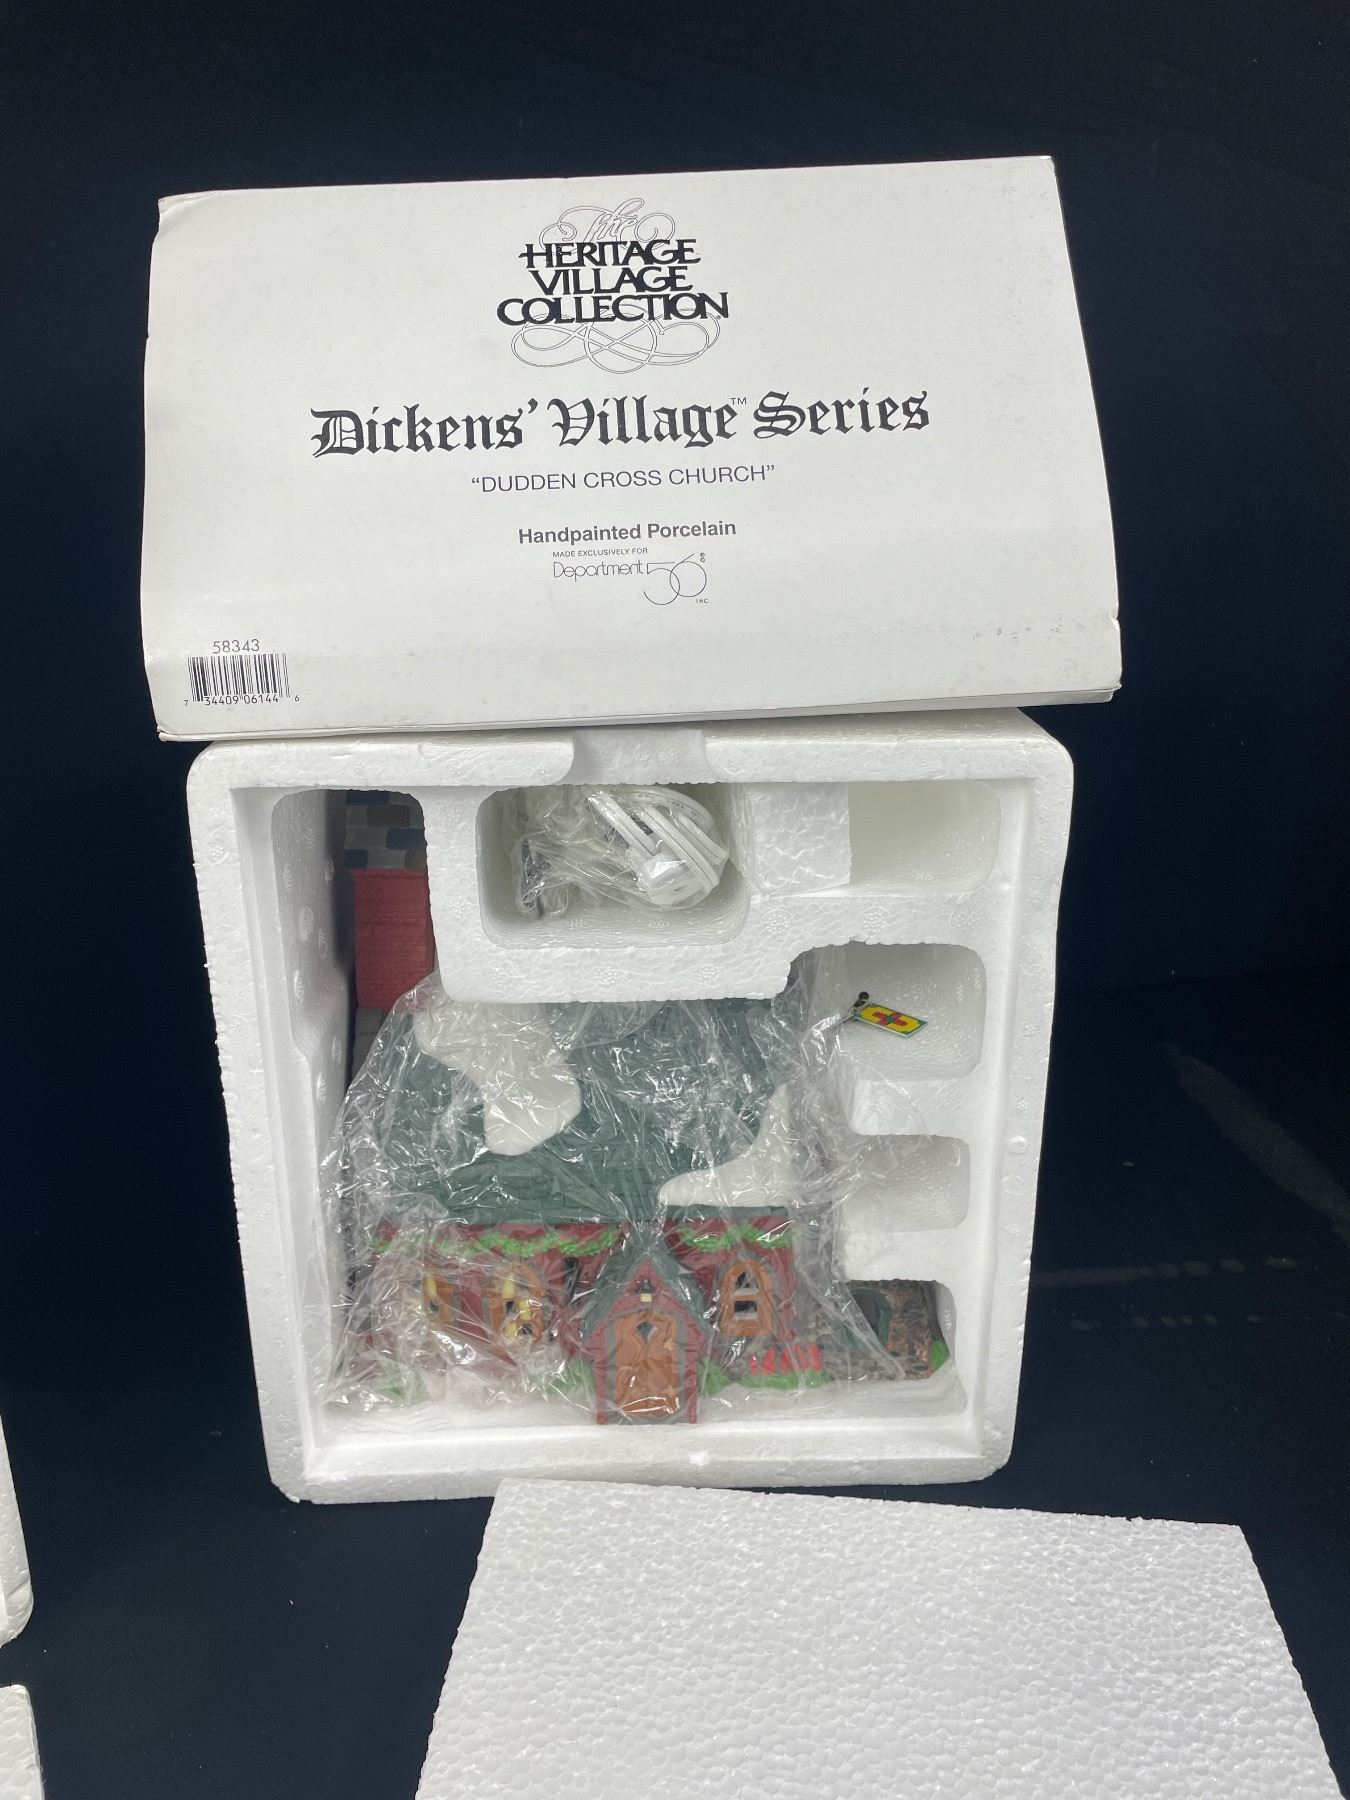 The
HERITAGE
VILLAGE
COLLECTION®
Dickens' Village™ Series
“DUDDEN CROSS CHURCH”
Handpainted Porcelain
MADE EXCLUSIVELY FOR
Department 56®
INC.
58343
7 34409 06144 6